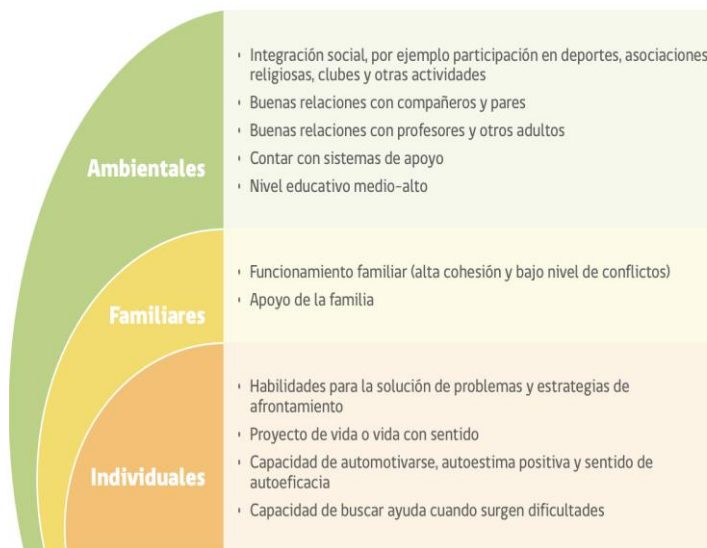 Ambientales
· Integración social, por ejemplo participación en deportes, asociaciones
religiosas, clubes y otras actividades
· Buenas relaciones con compañeros y pares
· Buenas relaciones con profesores y otros adultos
· Contar con sistemas de apoyo
· Nivel educativo medio-alto
Familiares
· Funcionamiento familiar (alta cohesión y bajo nivel de conflictos)
· Apoyo de la familia
Individuales
· Habilidades para la solución de problemas y estrategias de
afrontamiento
· Proyecto de vida o vida con sentido
· Capacidad de automotivarse, autoestima positiva y sentido de
autoeficacia
· Capacidad de buscar ayuda cuando surgen dificultades